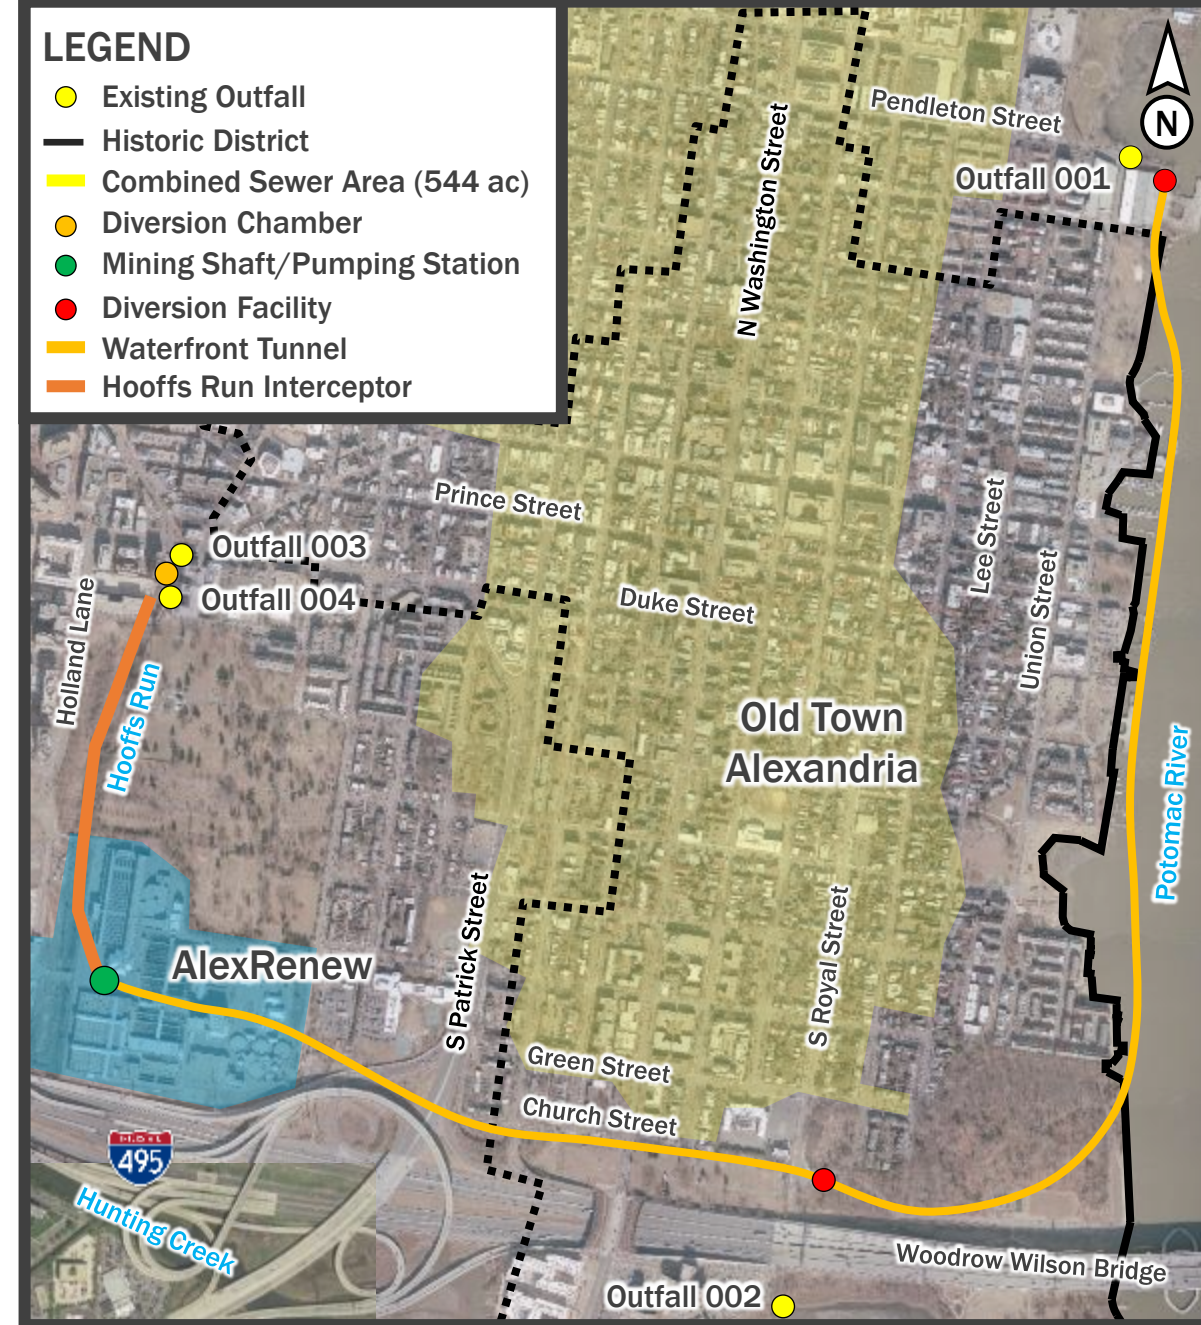 LEGEND
Existing Outfall
Historic District
Combined Sewer Area (544 ac)
Diversion Chamber
Mining Shaft/Pumping Station
Diversion Facility
Waterfront Tunnel
Hooffs Run Interceptor
N
Pendleton Street
Outfall 001
N Washington Street
Prince Street
Lee Street
Union Street
Outfall 003
Outfall 004
Duke Street
Holland Lane
Hooffs Run
Old Town
Alexandria
Potomac River
AlexRenew
S Patrick Street
S Royal Street
Green Street
Church Street
495
Hunting Creek
Woodrow Wilson Bridge
Outfall 002